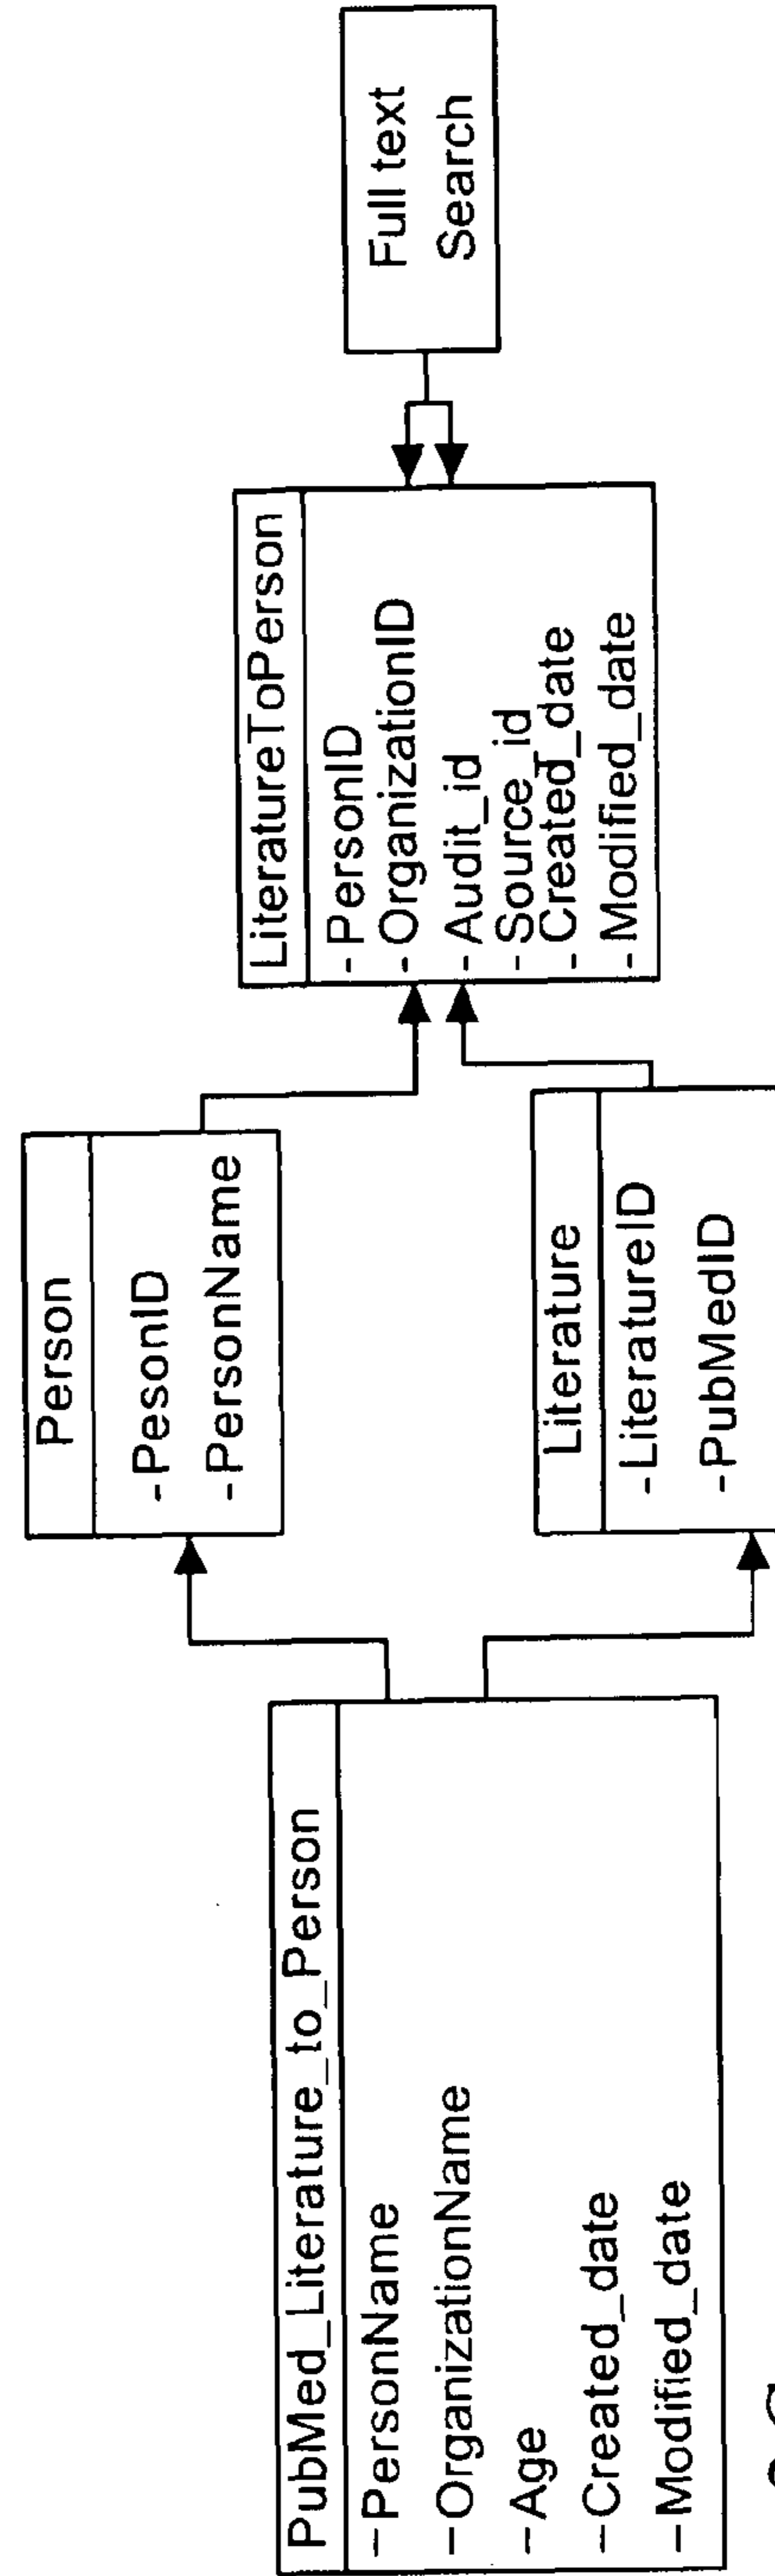 PubMed_Literature_to_Person
-PersonName
-OrganizationName
-Age
-Created_date
-Modified_date
Person
-PesonID
-PersonName
Literature
-LiteratureID
-PubMedID
LiteratureToPerson
-PersonID
-OrganizationID
-Audit_id
-Source_id
-Created_date
-Modified_date
Full text
Search